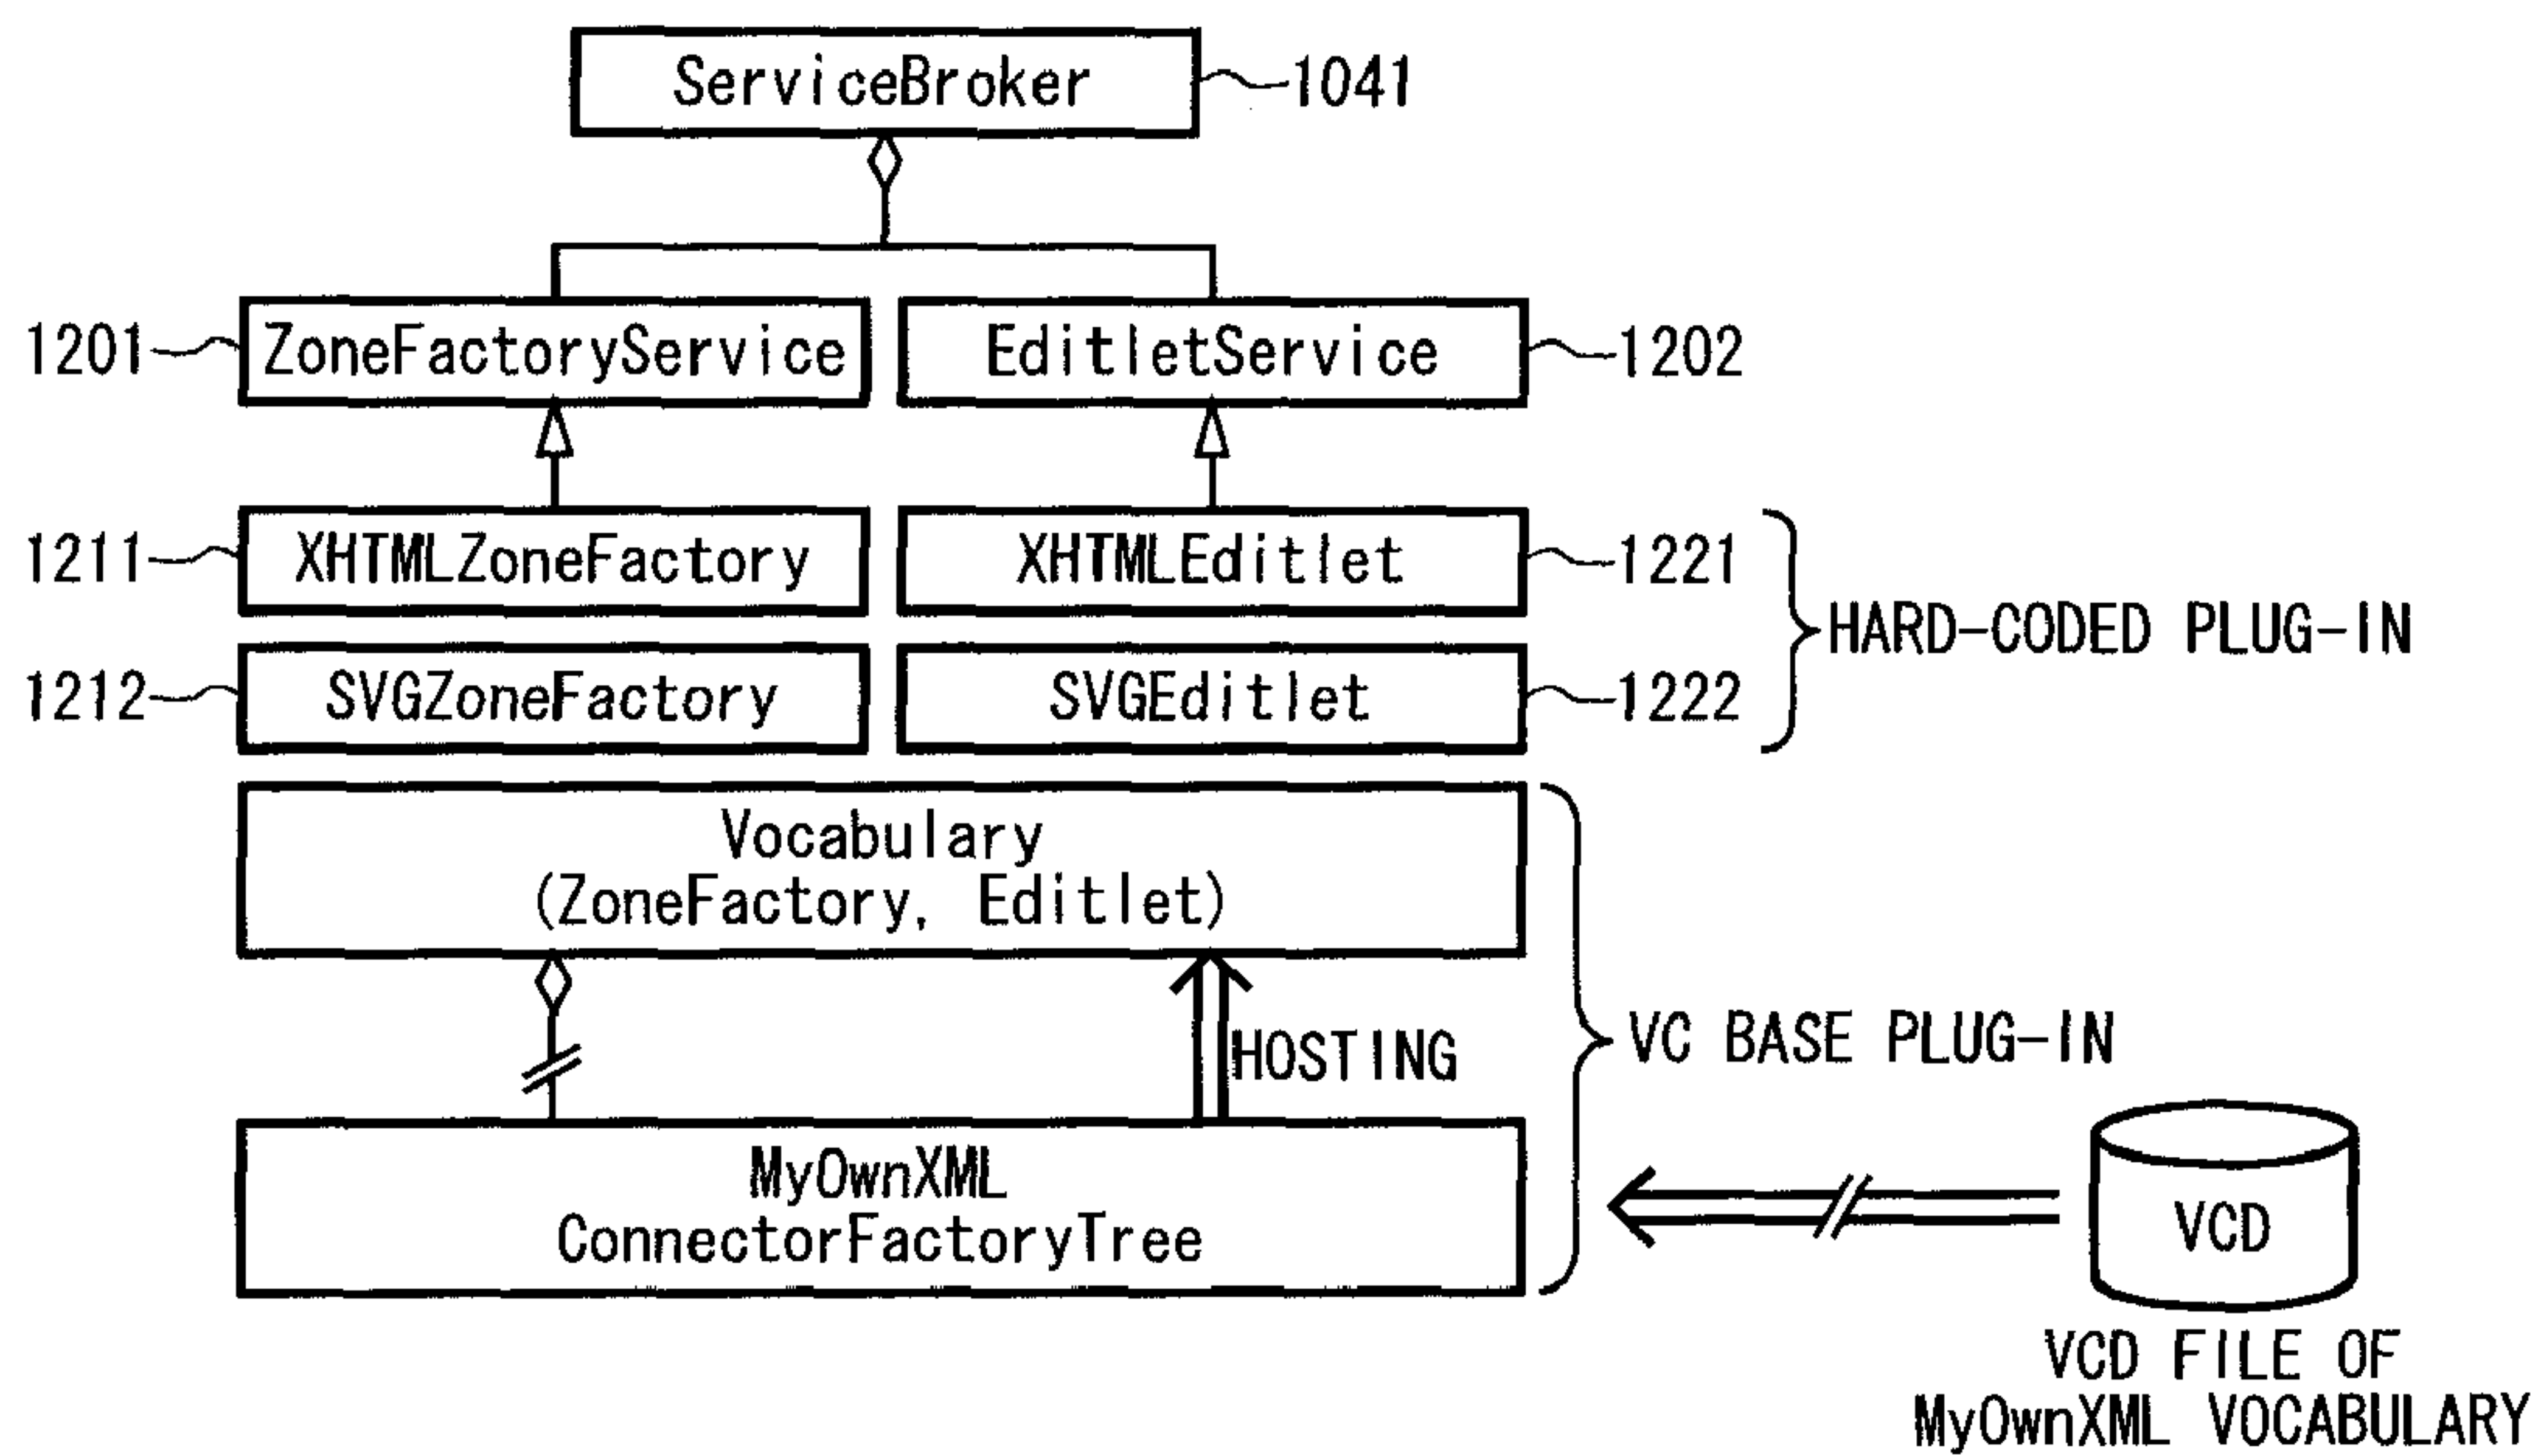 ServiceBroker 1041
1201 ZoneFactoryService EditletService 1202
1211 XHTMLZoneFactory XHTMLEditlet 1221
HARD-CODED PLUG-IN
1212 SVGZoneFactory SVGEditlet 1222
Vocabulary
(ZoneFactory, Editlet)
HOSTING VC BASE PLUG-IN
MyOwnXML
ConnectorFactoryTree
VCD
VCD FILE OF
MyOwnXML VOCABULARY